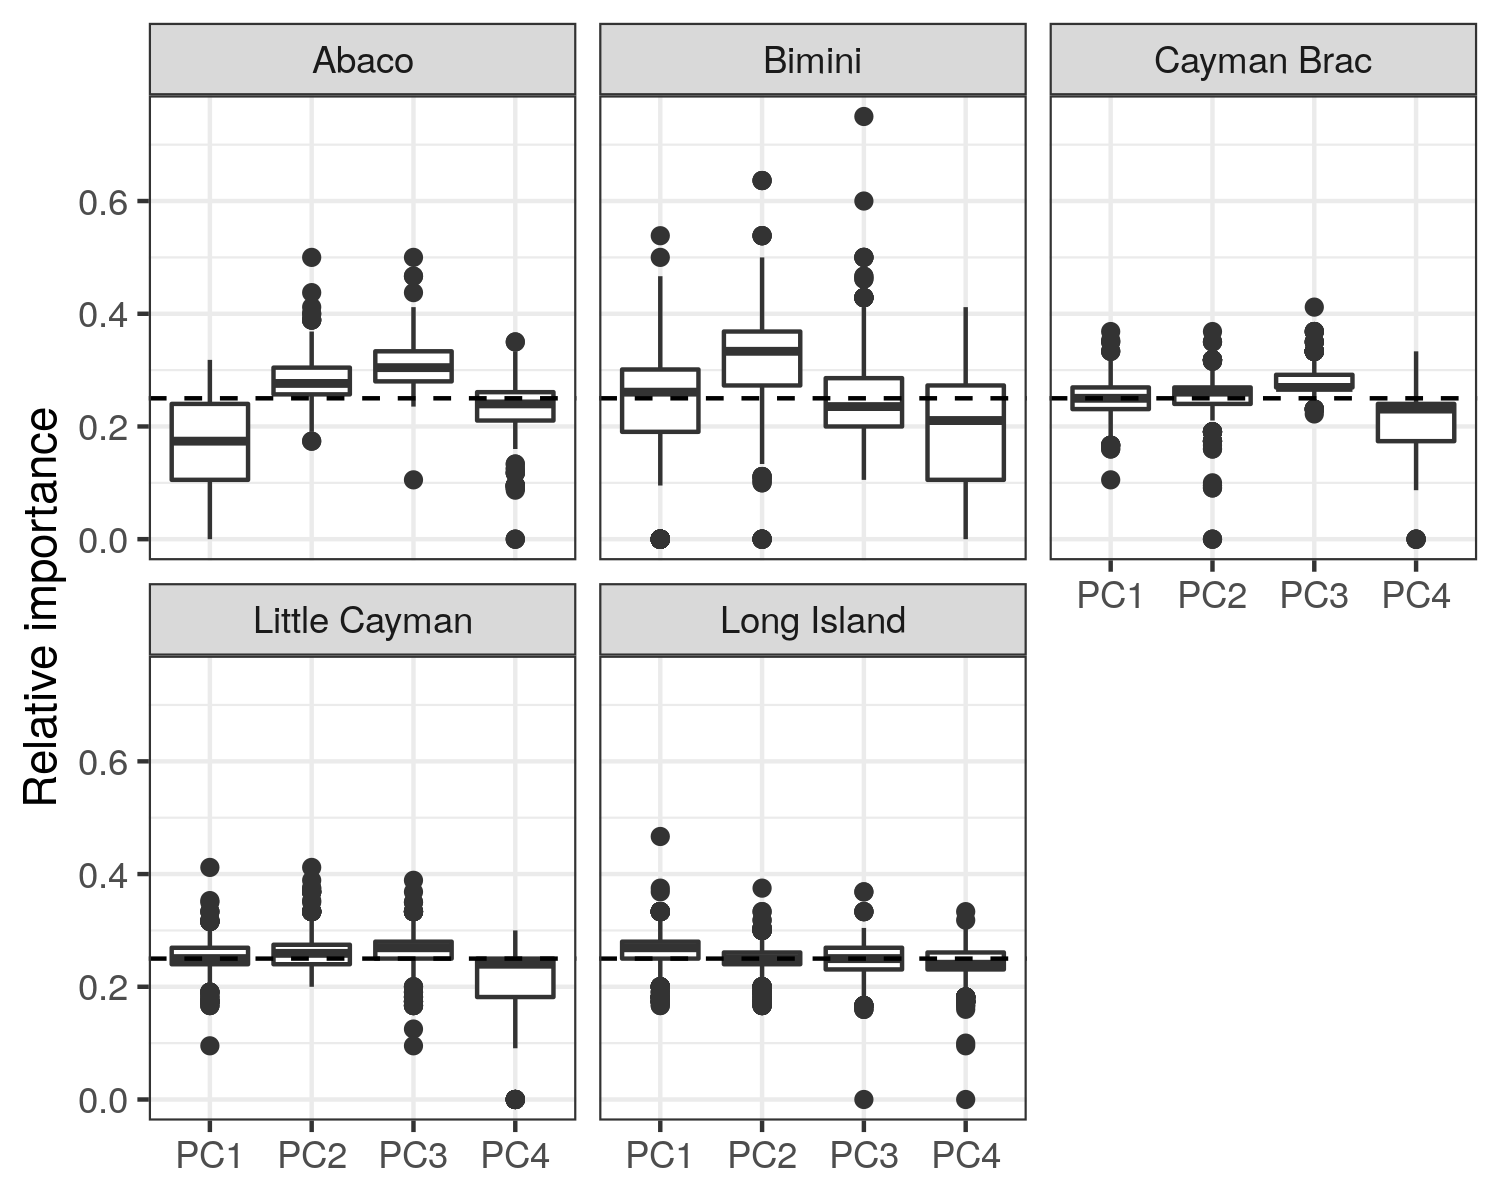 Abaco
Bimini
Cayman Brac
Relative importance
0.6
0.4
0.2
0.0
PC1 PC2 PC3 PC4
Little Cayman
Long Island
0.6
0.4
0.2
0.0
PC1 PC2 PC3 PC4
PC1 PC2 PC3 PC4